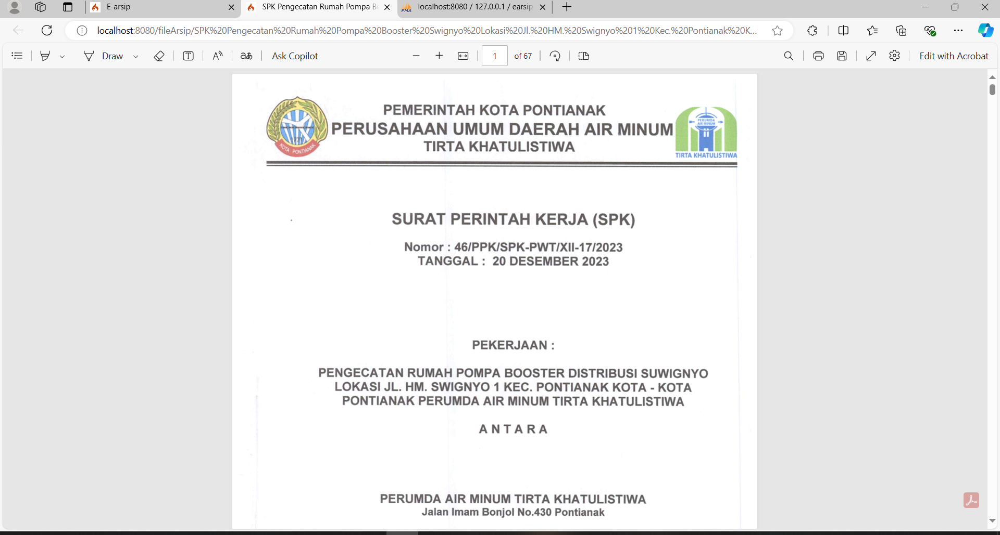 E-arsip
SPK Pengecatan Rumah Pompa B
localhost:8080 / 127.0.0.1 / earsip
localhost:8080/fileArsip/SPK%20Pengecatan%20Rumah%20Pompa%20Booster%20Swignyo%20Lokasi%20Jl.%20HM.%20Swignyo%201%20Kec.%20Pontianak%20K...
Draw
Ask Copilot
1 of 67
Edit with Acrobat
1771
KOTA PONTIANAK
PEMERINTAH KOTA PONTIANAK
PERUSAHAAN UMUM DAERAH AIR MINUM
TIRTA KHATULISTIWA
PERUMDA
AIR MINUM
TIRTA KHATULISTIWA
SURAT PERINTAH KERJA (SPK)
Nomor : 46/PPK/SPK-PWT/XII-17/2023
TANGGAL : 20 DESEMBER 2023
PEKERJAAN :
PENGECATAN RUMAH POMPA BOOSTER DISTRIBUSI SUWIGNYO
LOKASI JL. HM. SWIGNYO 1 KEC. PONTIANAK KOTA - KOTA
PONTIANAK PERUMDA AIR MINUM TIRTA KHATULISTIWA
A N T A R A
PERUMDA AIR MINUM TIRTA KHATULISTIWA
Jalan Imam Bonjol No.430 Pontianak